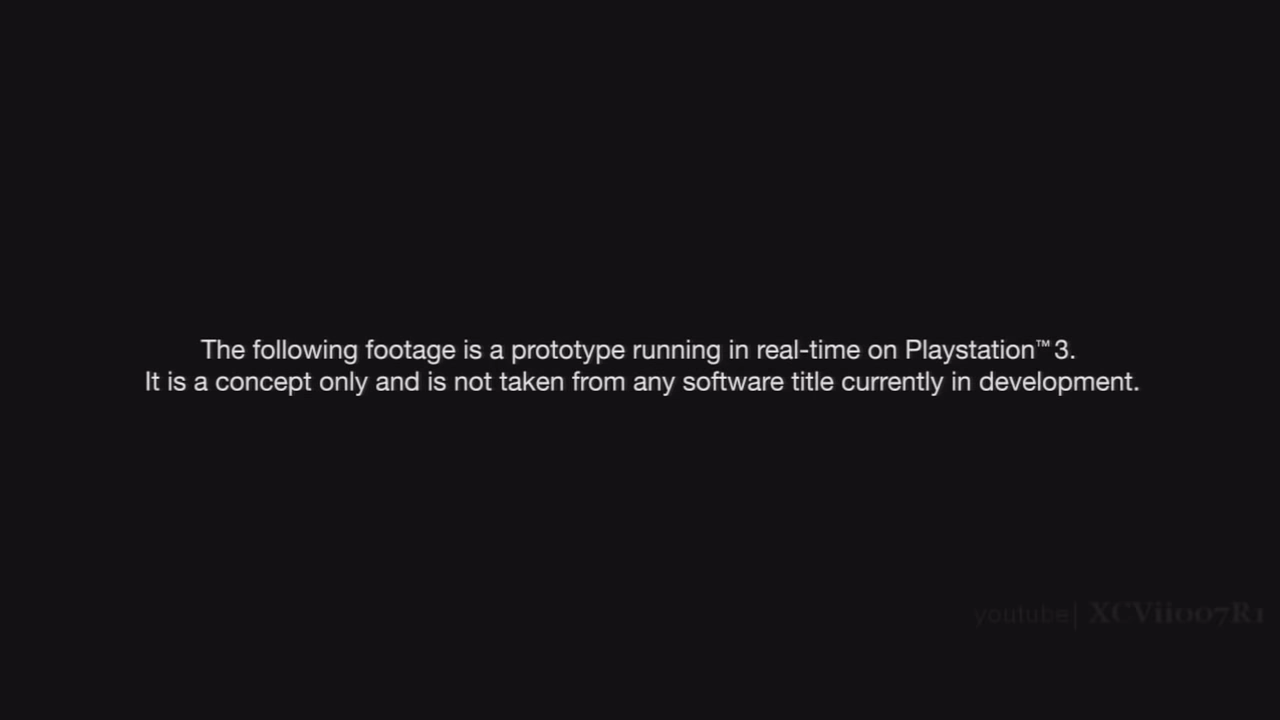 The following footage is a prototype running in real-time on Playstation™3.
It is a concept only and is not taken from any software title currently in development.
youtube| XCVii007R1